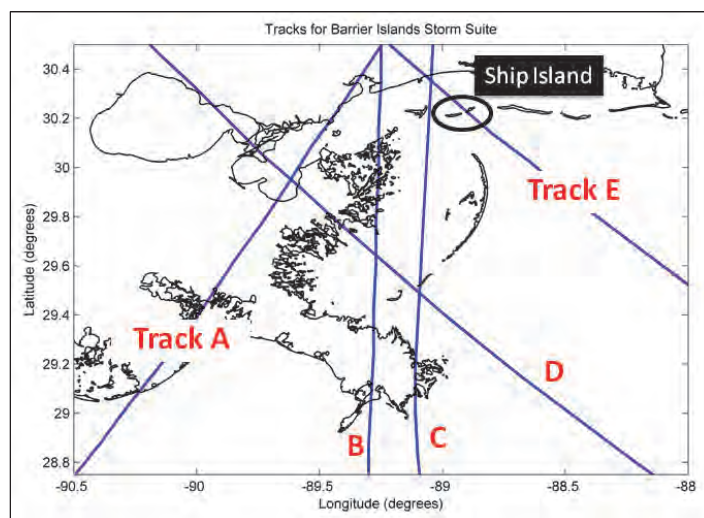 Tracks for Barrier Islands Storm Suite
30.4
30.2
30
29.8
29.6
29.4
29.2
29
28.8
Latitude (degrees)
Ship Island
Track E
Track A
D
B
C
-90.5
-90
-89.5
-89
-88.5
-88
Longitude (degrees)